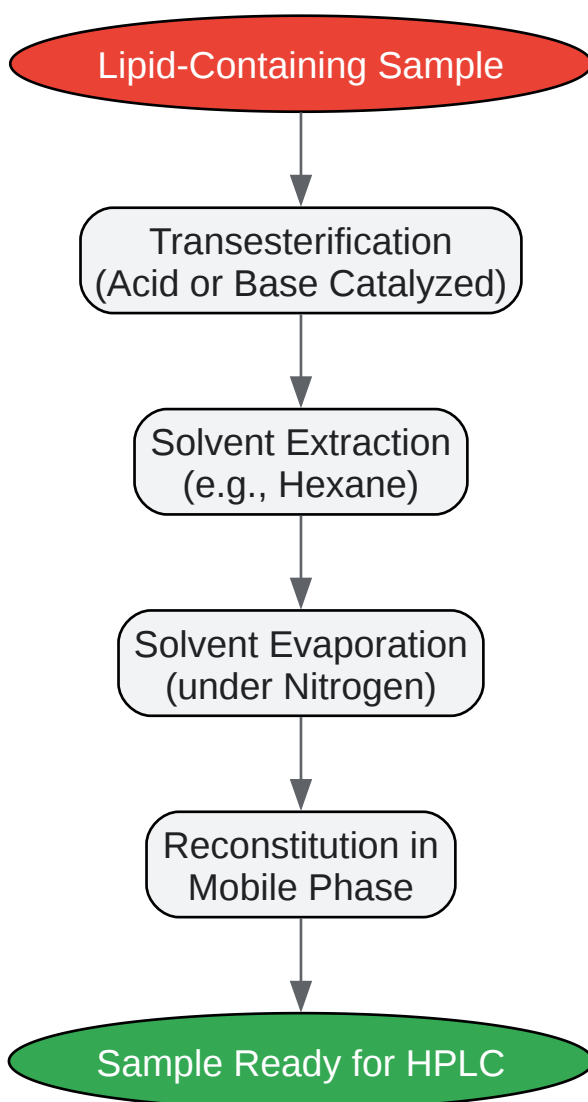 Lipid-Containing Sample
Transesterification
(Acid or Base Catalyzed)
Solvent Extraction
(e.g., Hexane)
Solvent Evaporation
(under Nitrogen)
Reconstitution in
Mobile Phase
Sample Ready for HPLC